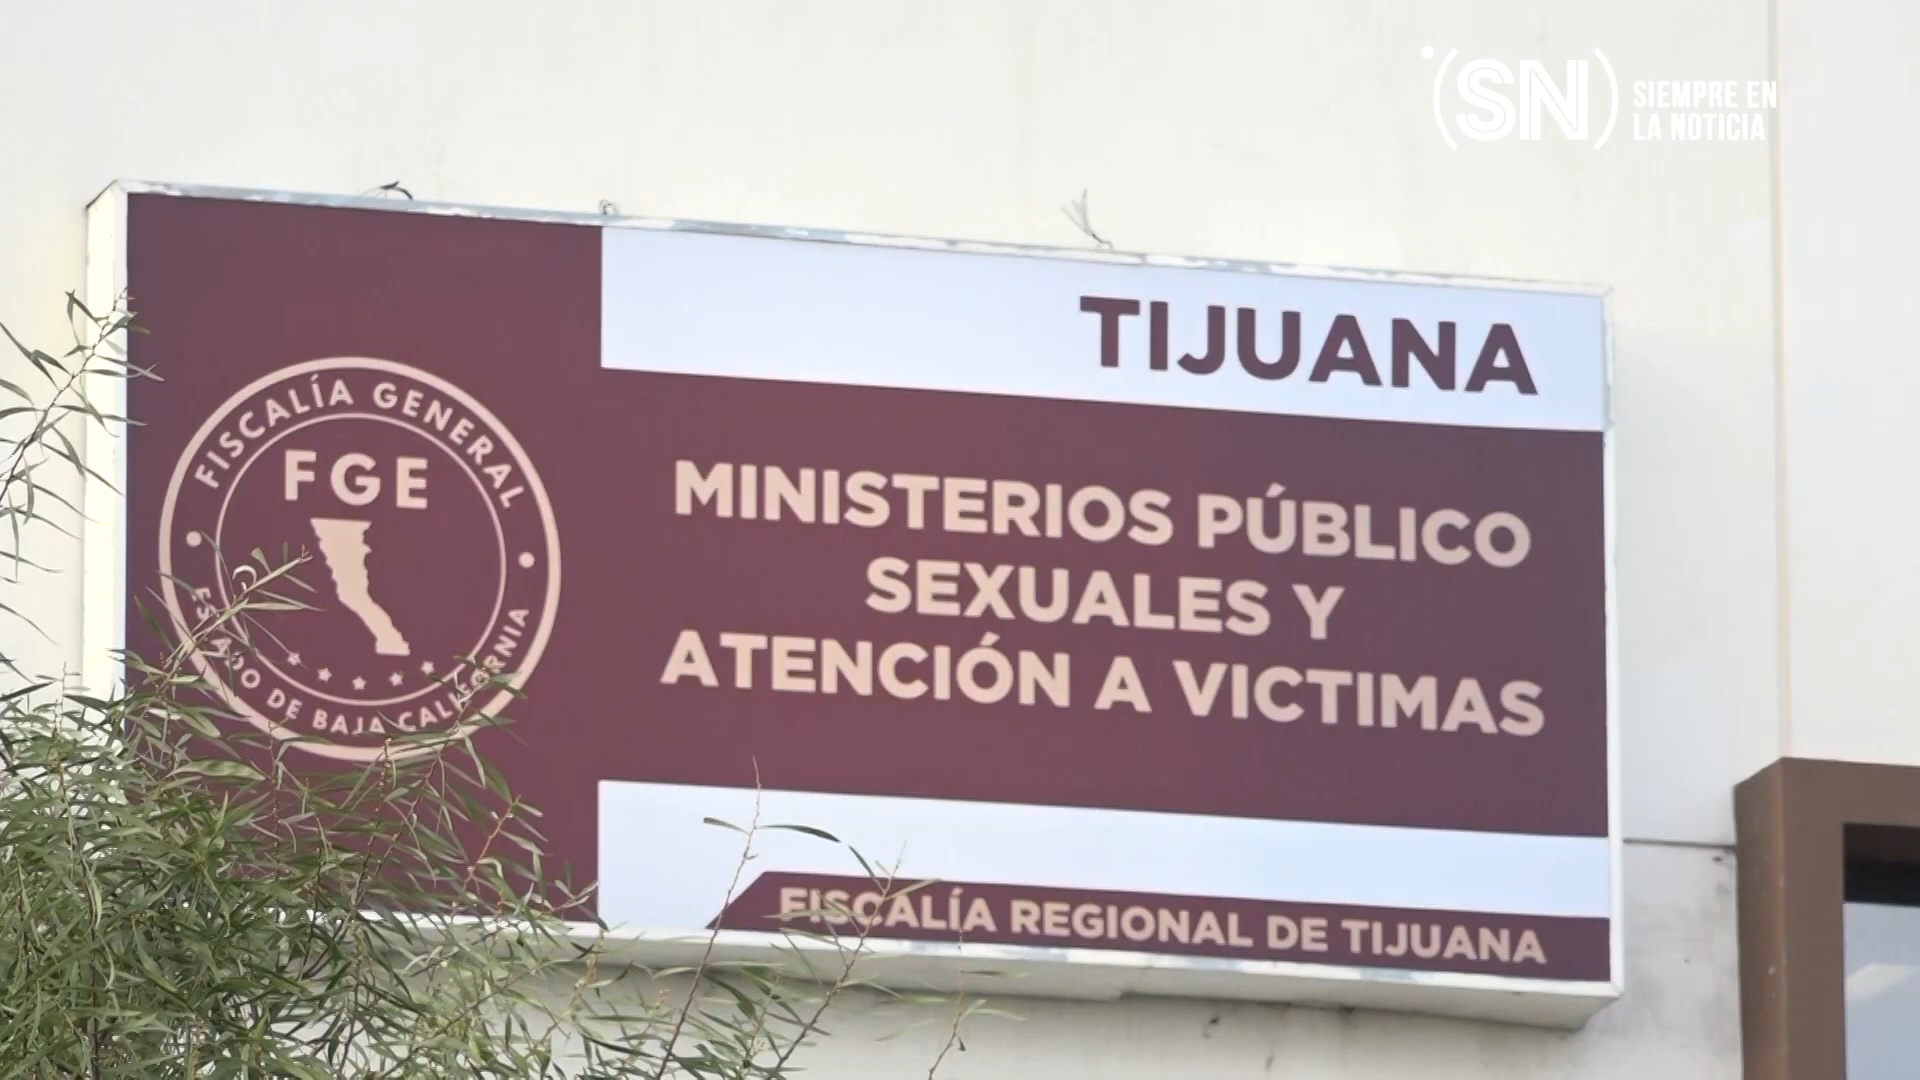 (SN) SIEMPRE EN
LA NOTICIA
TIJUANA
FISCALÍA GENERAL
FGE
ESTADO DE BAJA CALIFORNIA
MINISTERIOS PÚBLICO
SEXUALES Y
ATENCIÓN A VICTIMAS
FISCALÍA REGIONAL DE TIJUANA